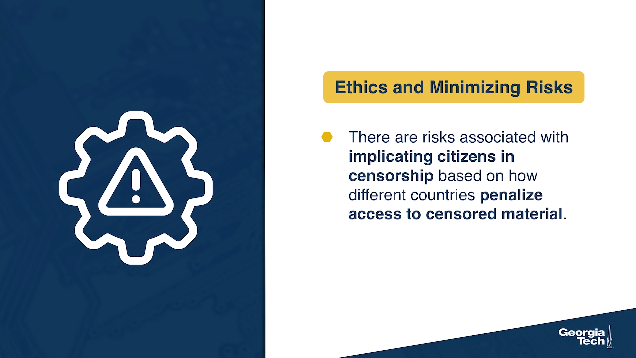 Ethics and Minimizing Risks
There are risks associated with
implicating citizens in
censorship based on how
different countries penalize
access to censored material.
Georgia
Tech